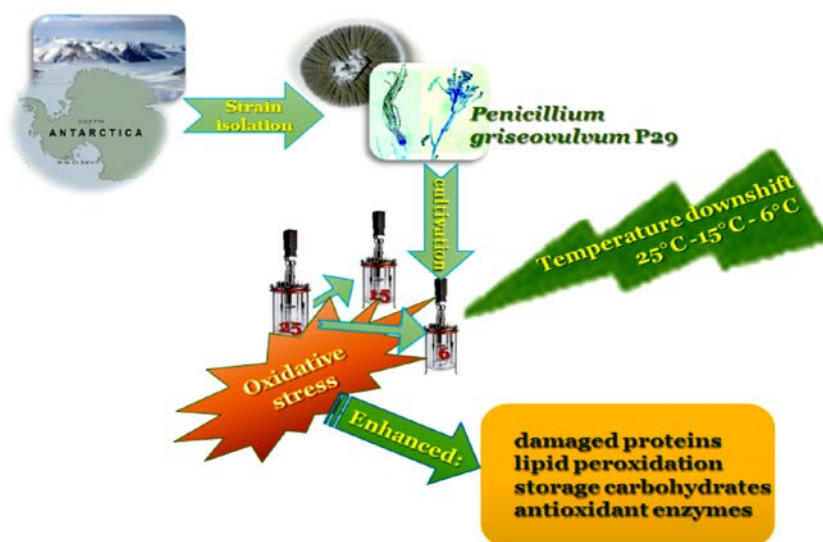 ANTARCTICA
Strain
isolation
Penicillium
griseovulvum P29
cultivation
Temperature downshift
25°C -15°C - 6°C
25
15
6
Oxidative
stress
Enhanced:
damaged proteins
lipid peroxidation
storage carbohydrates
antioxidant enzymes